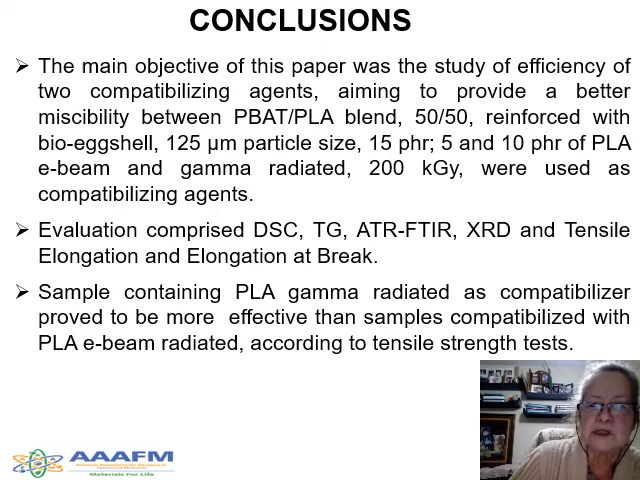 CONCLUSIONS
➢ The main objective of this paper was the study of efficiency of
two compatibilizing agents, aiming to provide a better
miscibility between PBAT/PLA blend, 50/50, reinforced with
bio-eggshell, 125 µm particle size, 15 phr; 5 and 10 phr of PLA
e-beam and gamma radiated, 200 kGy, were used as
compatibilizing agents.
➢ Evaluation comprised DSC, TG, ATR-FTIR, XRD and Tensile
Elongation and Elongation at Break.
➢ Sample containing PLA gamma radiated as compatibilizer
proved to be more effective than samples compatibilized with
PLA e-beam radiated, according to tensile strength tests.
AAAFM
Materials For Life